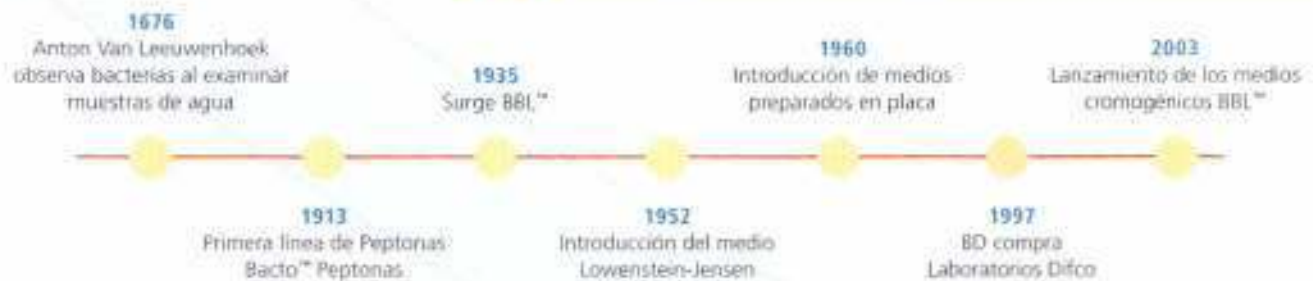 1676
Anton Van Leeuwenhoek
observa bacterias al examinar
muestras de agua
1913
Primera línea de Peptonas
Bacto™ Peptonas
1935
Surge BBL™
1952
Introducción del medio
Lowenstein-Jensen
1960
Introducción de medios
preparados en placa
1997
BD compra
Laboratorios Difco
2003
Lanzamiento de los medios
cromogénicos BBL™